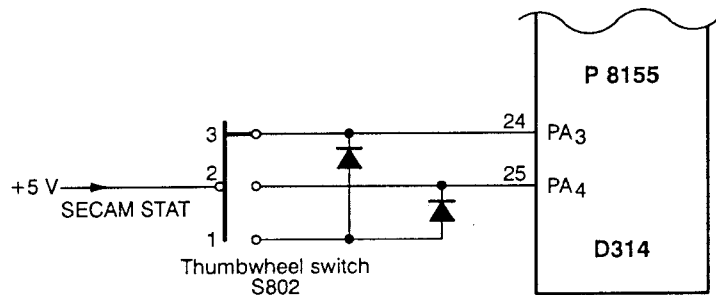 P 8155
24 PA3
3
2
25 PA4
+5 V
SECAM STAT
1
D314
Thumbwheel switch
S802